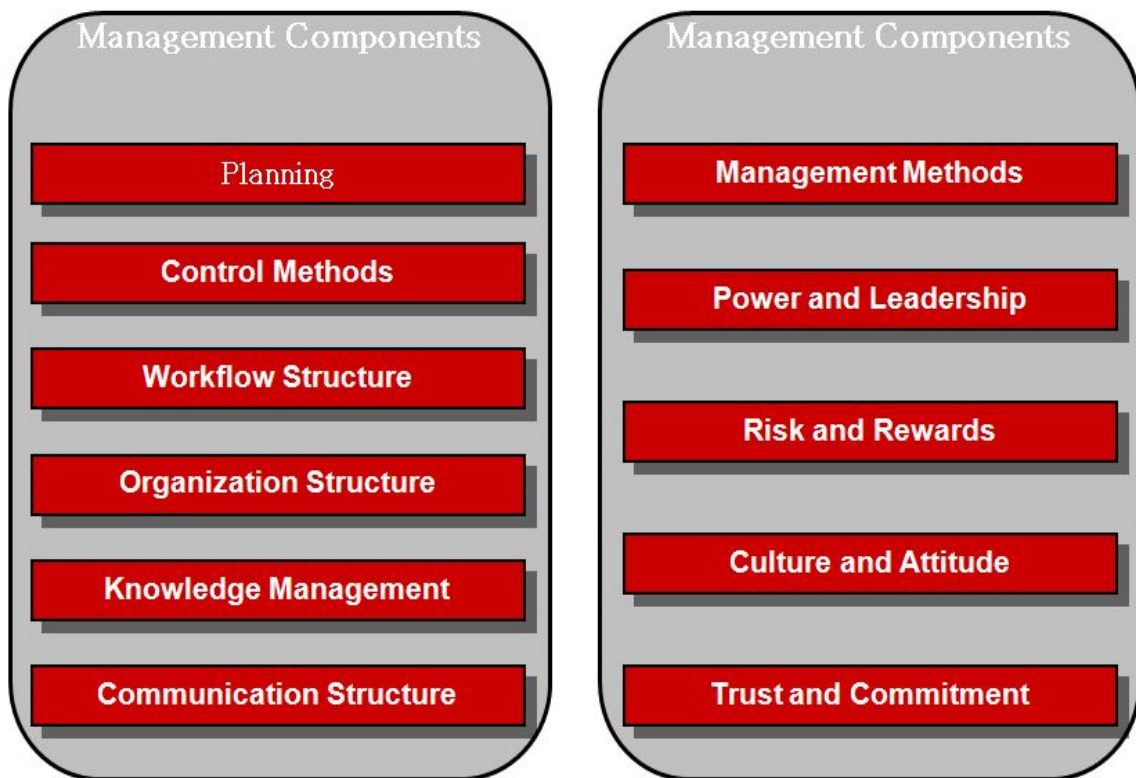 Management Components
Planning
Control Methods
Workflow Structure
Organization Structure
Knowledge Management
Communication Structure
Management Components
Management Methods
Power and Leadership
Risk and Rewards
Culture and Attitude
Trust and Commitment